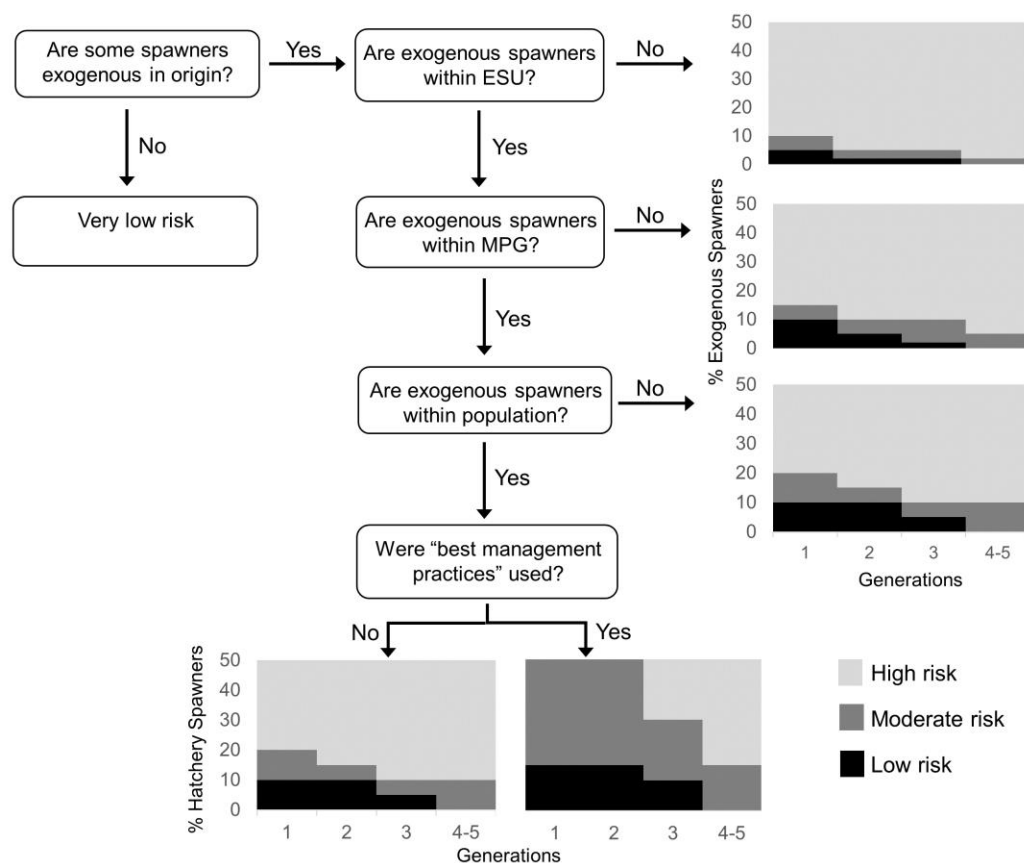 Are some spawners
exogenous in origin?
Yes
Are exogenous spawners
within ESU?
No
50
40
30
20
10
0
No
Yes
Very low risk
Are exogenous spawners
within MPG?
No
50
40
30
20
10
0
% Exogenous Spawners
Yes
Are exogenous spawners
within population?
No
50
40
30
20
10
0
1 2 3 4-5
Generations
Yes
Were “best management
practices” used?
No
Yes
% Hatchery Spawners
50
40
30
20
10
0
1 2 3 4-5
1 2 3 4-5
Generations
High risk
Moderate risk
Low risk